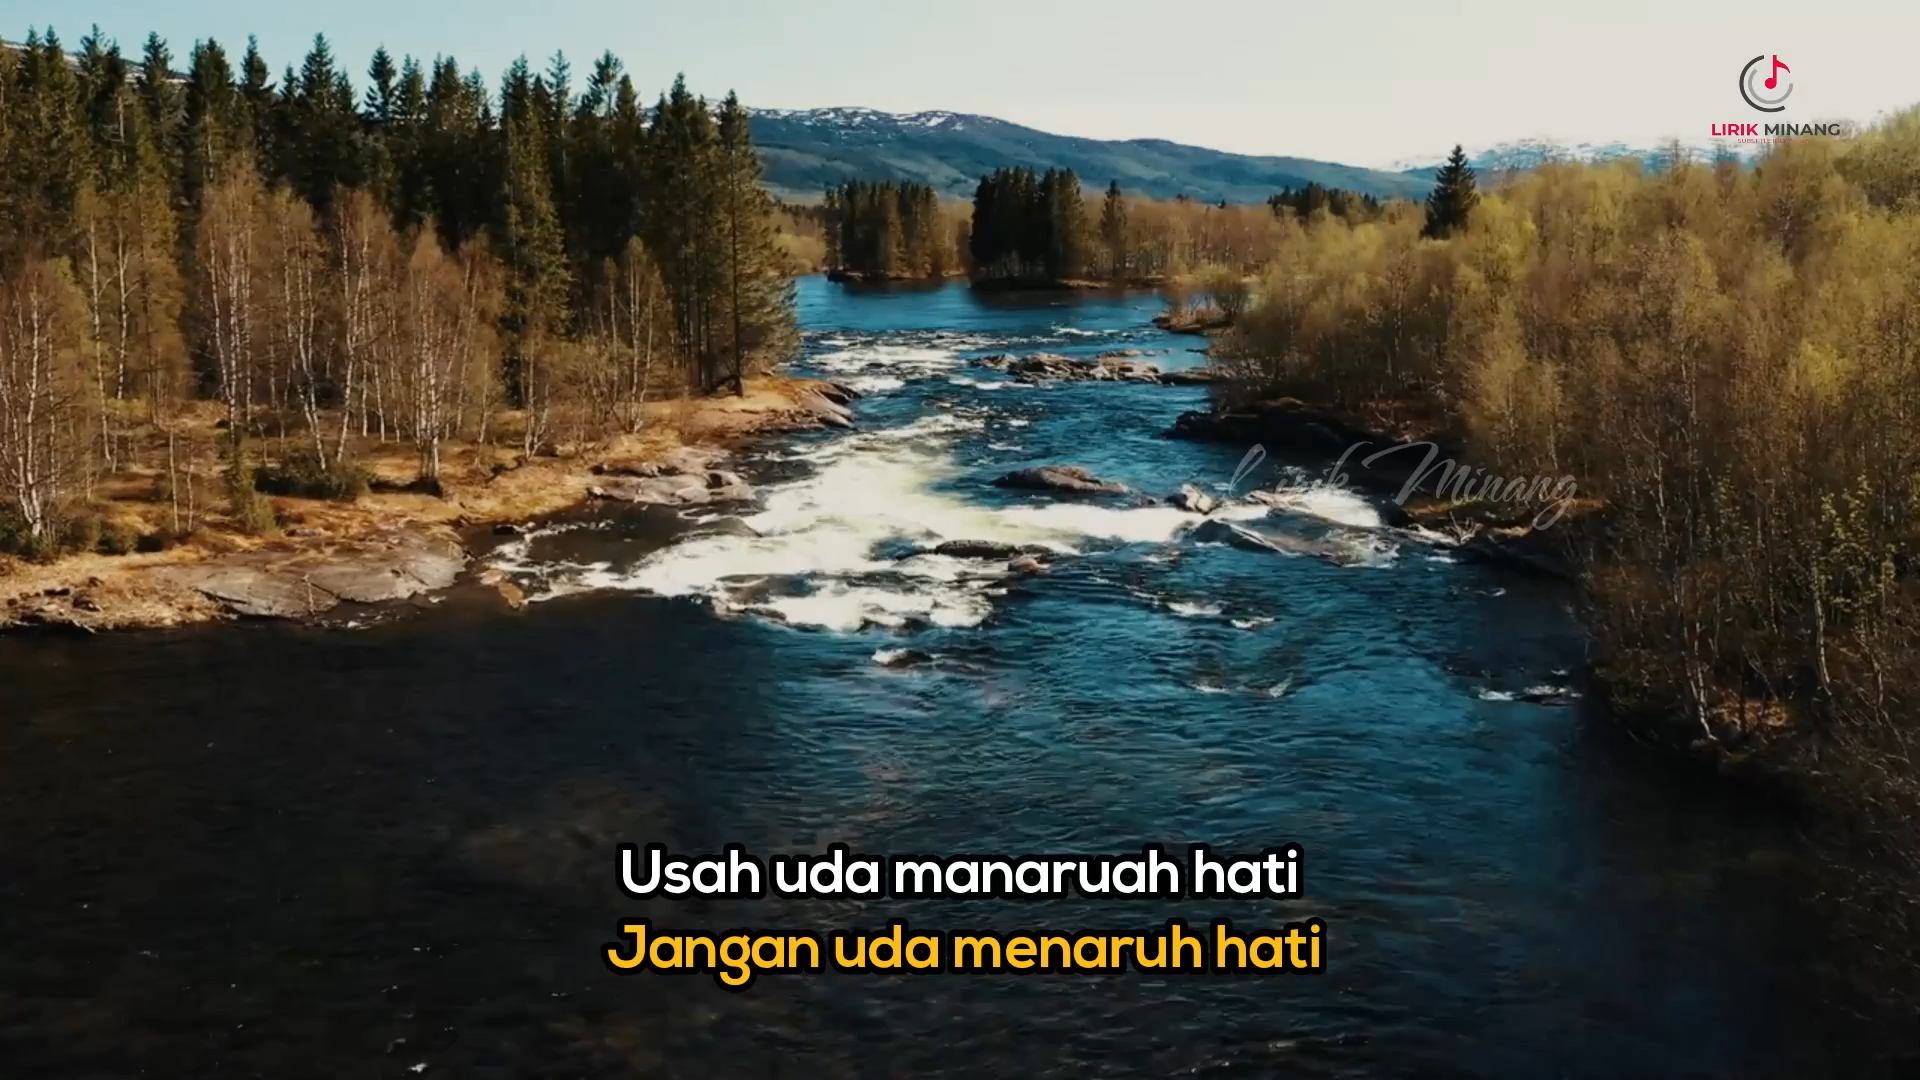 LIRIK MINANG
Lirik Minang
Usah uda manaruah hati
Jangan uda menaruh hati